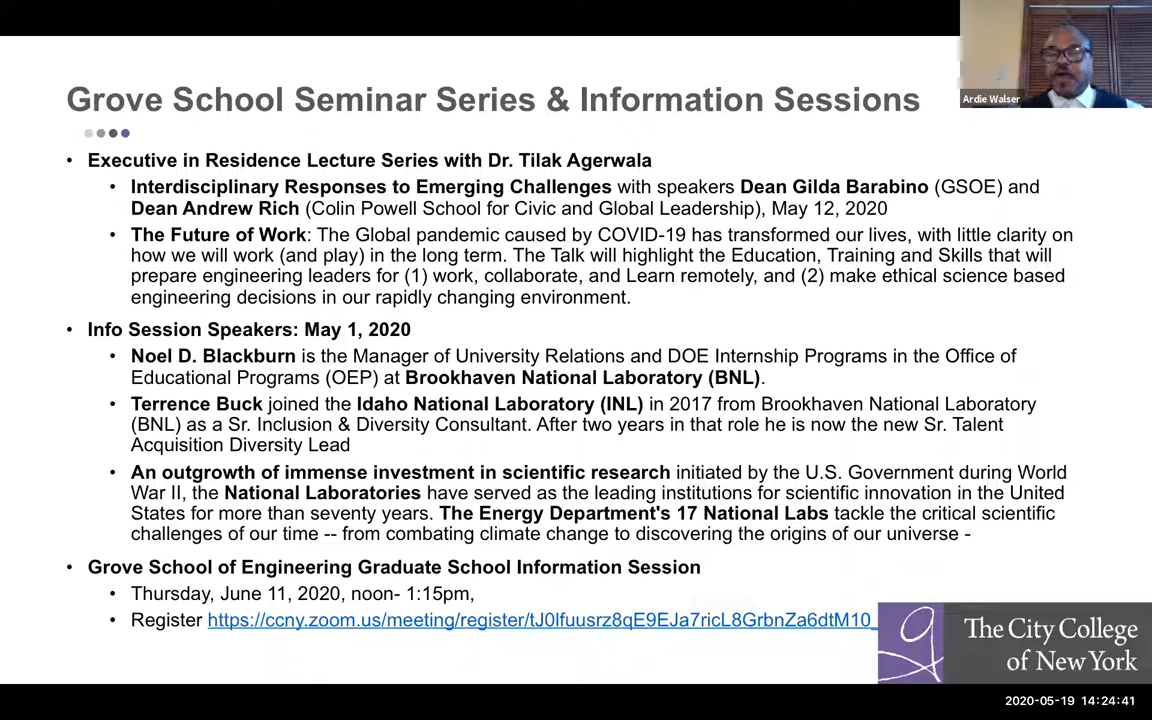 Ardie Walser
Grove School Seminar Series & Information Sessions
• Executive in Residence Lecture Series with Dr. Tilak Agerwala
• Interdisciplinary Responses to Emerging Challenges with speakers Dean Gilda Barabino (GSOE) and
Dean Andrew Rich (Colin Powell School for Civic and Global Leadership), May 12, 2020
• The Future of Work: The Global pandemic caused by COVID-19 has transformed our lives, with little clarity on
how we will work (and play) in the long term. The Talk will highlight the Education, Training and Skills that will
prepare engineering leaders for (1) work, collaborate, and Learn remotely, and (2) make ethical science based
engineering decisions in our rapidly changing environment.
• Info Session Speakers: May 1, 2020
• Noel D. Blackburn is the Manager of University Relations and DOE Internship Programs in the Office of
Educational Programs (OEP) at Brookhaven National Laboratory (BNL).
• Terrence Buck joined the Idaho National Laboratory (INL) in 2017 from Brookhaven National Laboratory
(BNL) as a Sr. Inclusion & Diversity Consultant. After two years in that role he is now the new Sr. Talent
Acquisition Diversity Lead
• An outgrowth of immense investment in scientific research initiated by the U.S. Government during World
War II, the National Laboratories have served as the leading institutions for scientific innovation in the United
States for more than seventy years. The Energy Department's 17 National Labs tackle the critical scientific
challenges of our time -- from combating climate change to discovering the origins of our universe -
• Grove School of Engineering Graduate School Information Session
• Thursday, June 11, 2020, noon- 1:15pm,
• Register https://ccny.zoom.us/meeting/register/tJ0lfuusrz8qE9EJa7ricL8GrbnZa6dtM10_
The City College
of New York
2020-05-19 14:24:41